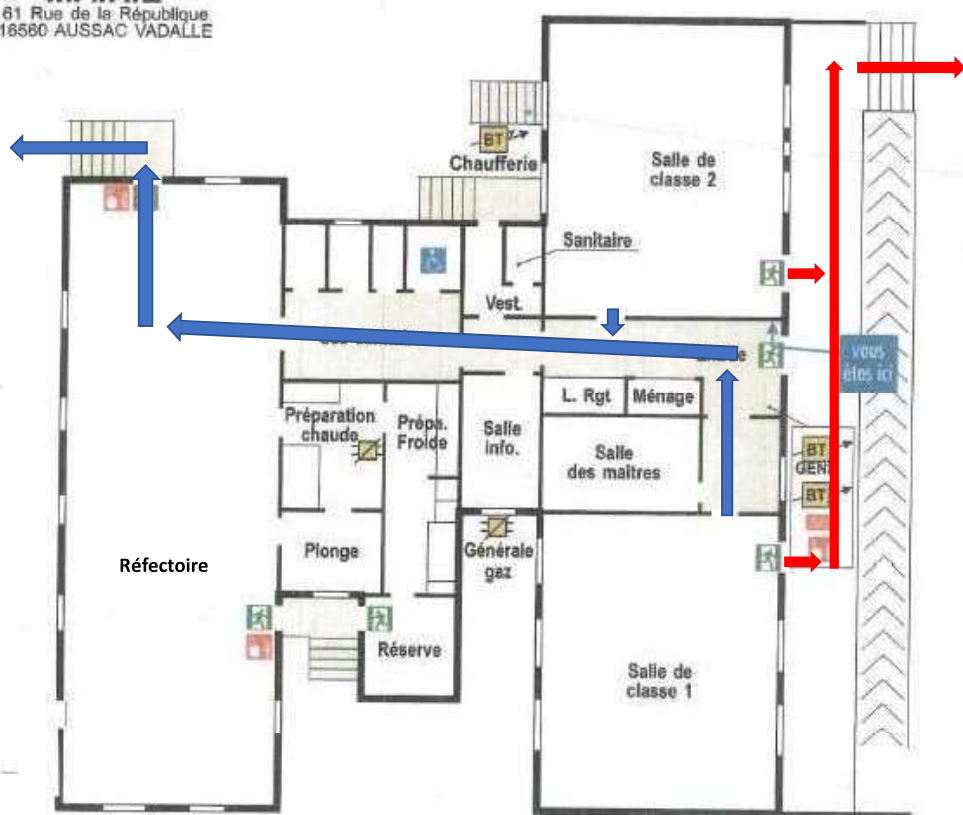 61 Rue de la République
16560 AUSSAC VADALLE
BT
Chaufferie
Salle de
classe 2
Sanitaire
Vest.
vous
êtes ici
L. Rgt
Ménage
Préparation
chaude
Prépa.
Froide
Salle
info.
Salle
des maîtres
BT
BT
Réfectoire
Plonge
Générale
gaz
Réserve
Salle de
classe 1